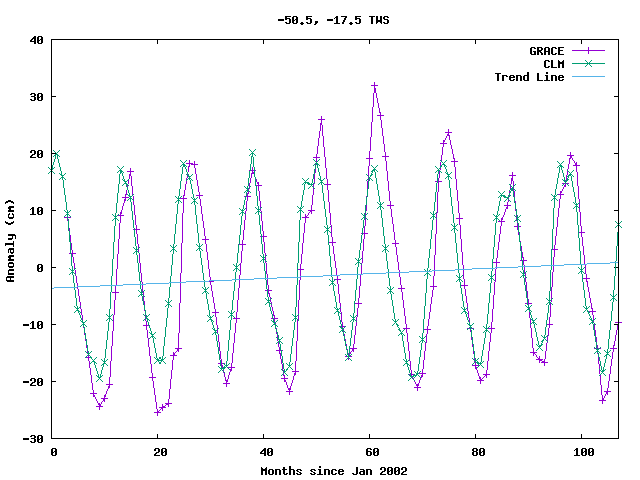 -50.5, -17.5 TWS
40
30
20
10
0
-10
-20
-30
Anomaly (cm)
GRACE
CLM
Trend Line
0 20 40 60 80 100
Months since Jan 2002